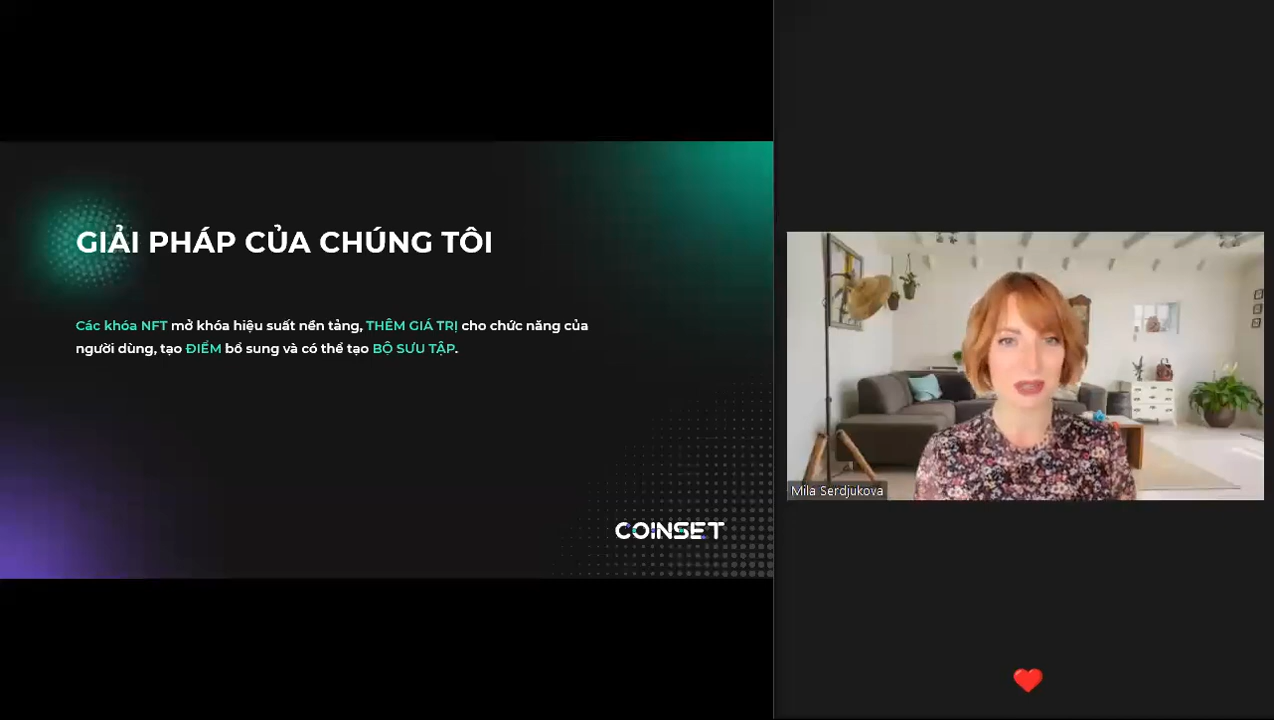 GIẢI PHÁP CỦA CHÚNG TÔI
Các khóa NFT mở khóa hiệu suất nền tảng, THÊM GIÁ TRỊ cho chức năng của
người dùng, tạo ĐIỂM bổ sung và có thể tạo BỘ SƯU TẬP.
COINSET
Mila Serdjukova